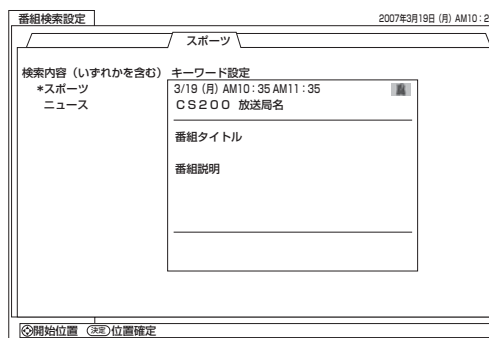 番組検索設定
2007年3月19日 (月) AM10:2
スポーツ
検索内容（いずれかを含む） キーワード設定
*スポーツ
ニュース
3/19 (月) AM10:35 AM11:35
CS200 放送局名
番組タイトル
番組説明
開始位置 決定 位置確定